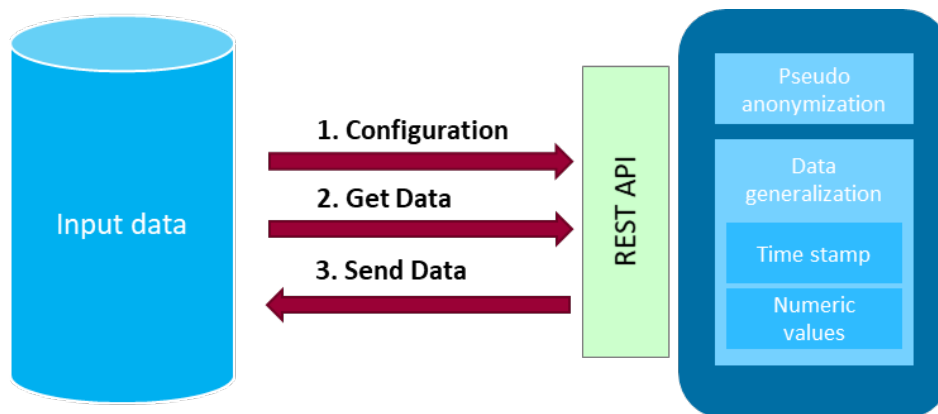 Input data
1. Configuration
2. Get Data
3. Send Data
REST API
Pseudo
anonymization
Data
generalization
Time stamp
Numeric
values